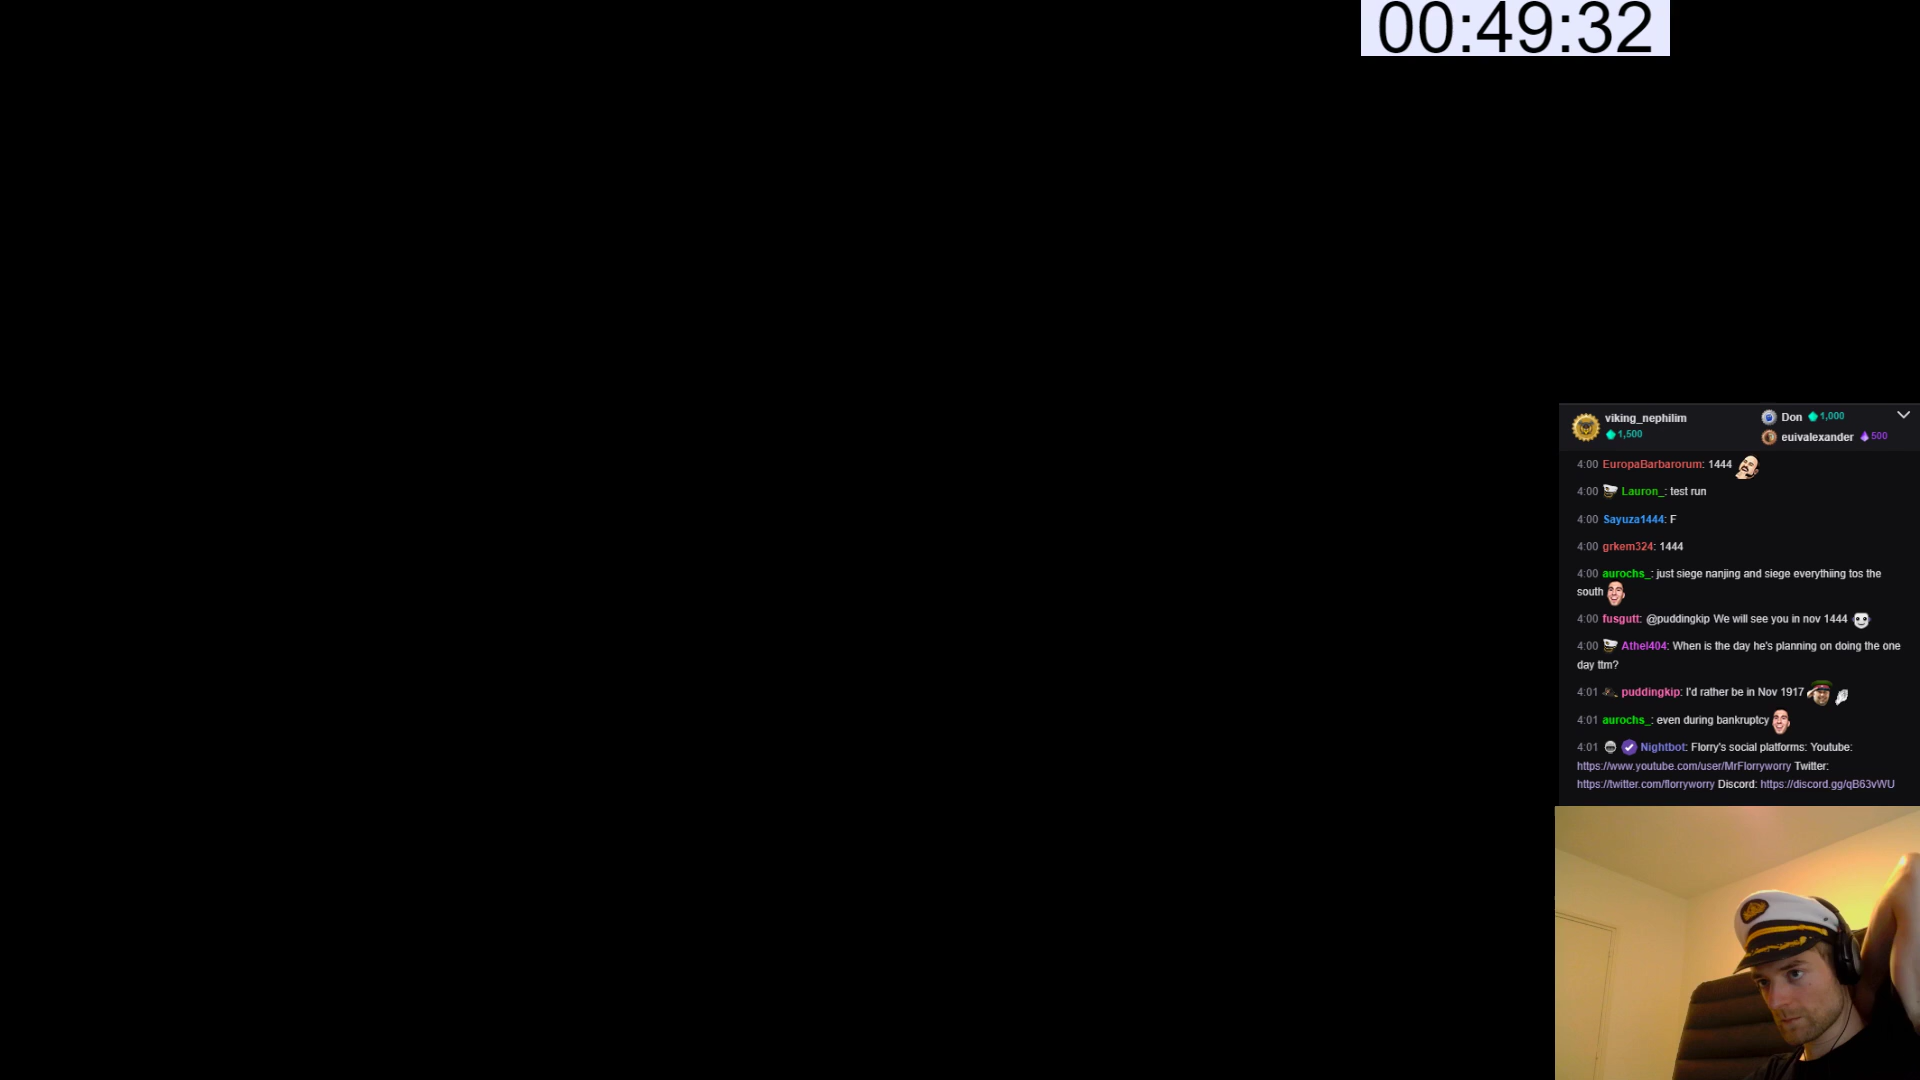 00:49:32
viking_nephilim
1,500
Don 1,000
euivalexander 500
4:00 EuropaBarbarorum: 1444
4:00 Lauron_: test run
4:00 Sayuza1444: F
4:00 grkem324: 1444
4:00 aurochs_: just siege nanjing and siege everythiing tos the
south
4:00 fusgutt: @puddingkip We will see you in nov 1444
4:00 Athel404: When is the day he's planning on doing the one
day ttm?
4:01 puddingkip: I'd rather be in Nov 1917
4:01 aurochs_: even during bankruptcy
4:01 Nightbot: Florry's social platforms: Youtube:
https://www.youtube.com/user/MrFlorryworry Twitter:
https://twitter.com/florryworry Discord: https://discord.gg/qB63vWU